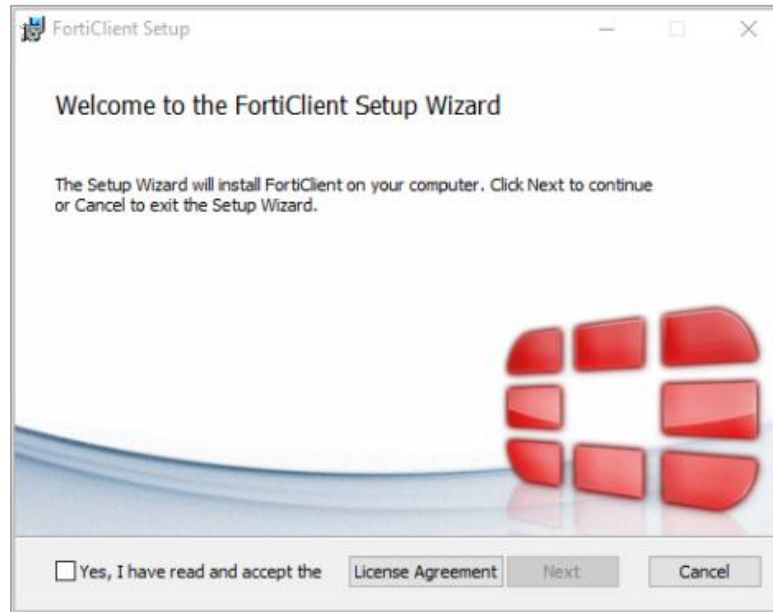 FortiClient Setup
Welcome to the FortiClient Setup Wizard
The Setup Wizard will install FortiClient on your computer. Click Next to continue
or Cancel to exit the Setup Wizard.
Yes, I have read and accept the License Agreement Next Cancel